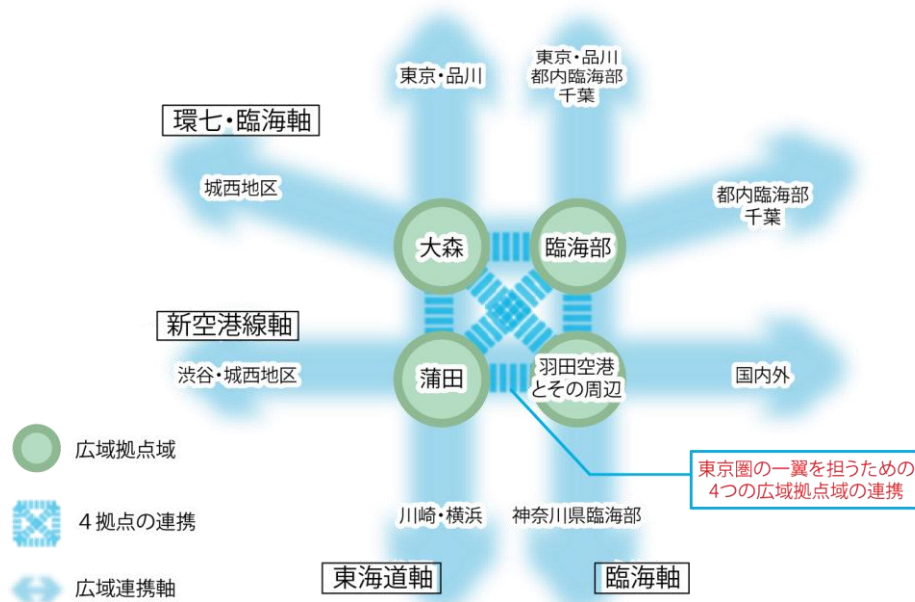 東京・品川
東京・品川
都内臨海部
千葉
環七・臨海軸
城西地区
都内臨海部
千葉
大森
臨海部
新空港線軸
渋谷・城西地区
蒲田
羽田空港
とその周辺
国内外
広域拠点域
東京圏の一翼を担うための
4つの広域拠点域の連携
4拠点の連携
川崎・横浜
神奈川県臨海部
東海道軸
臨海軸
広域連携軸